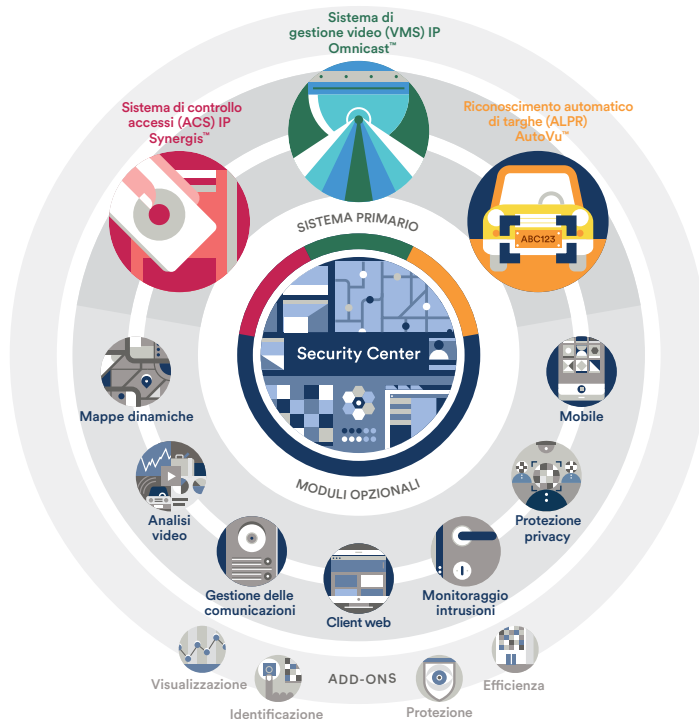 Sistema di
gestione video (VMS) IP
Omnicast™
Sistema di controllo
accessi (ACS) IP
Synergis™
Riconoscimento automatico
di targhe (ALPR)
AutoVu™
ABC123
SISTEMA PRIMARIO
Security Center
MODULI OPZIONALI
Mappe dinamiche
Mobile
Analisi
video
Protezione
privacy
Gestione delle
comunicazioni
Client web
Monitoraggio
intrusioni
Visualizzazione
Identificazione
ADD-ONS
Protezione
Efficienza